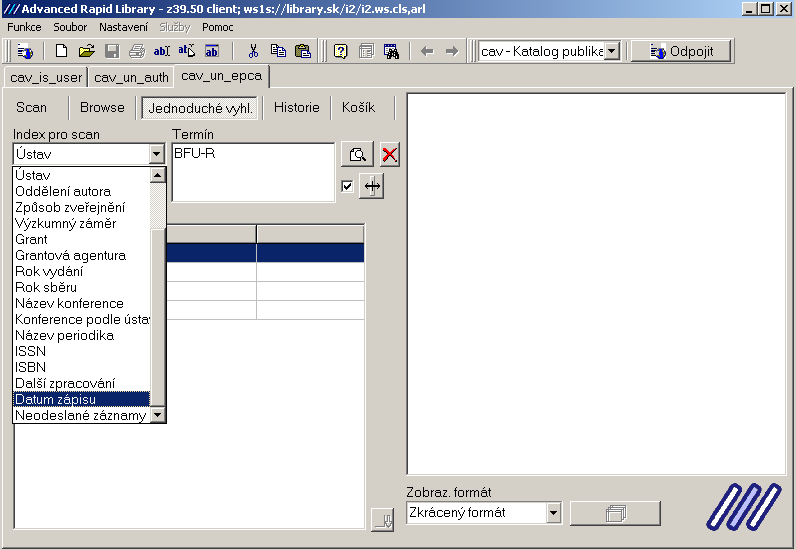 Advanced Rapid Library - z39.50 client; ws1s://library.sk/i2/i2.ws.cls,arl
Funkce Soubor Nastavení Služby Pomoc
cav - Katalog publika
Odpojit
cav_is_user cav_un_auth cav_un_epca
Scan Browse Jednoduché vyhl. Historie Košík
Index pro scan
Termín
Ústav
BFU-R
Ústav
Oddělení autora
Způsob zveřejnění
Výzkumný záměr
Grant
Grantová agentura
Rok vydání
Rok sběru
Název konference
Konference podle ústa
Název periodika
ISSN
ISBN
Další zpracování
Datum zápisu
Neodeslané záznamy
Zobraz. formát
Zkrácený formát